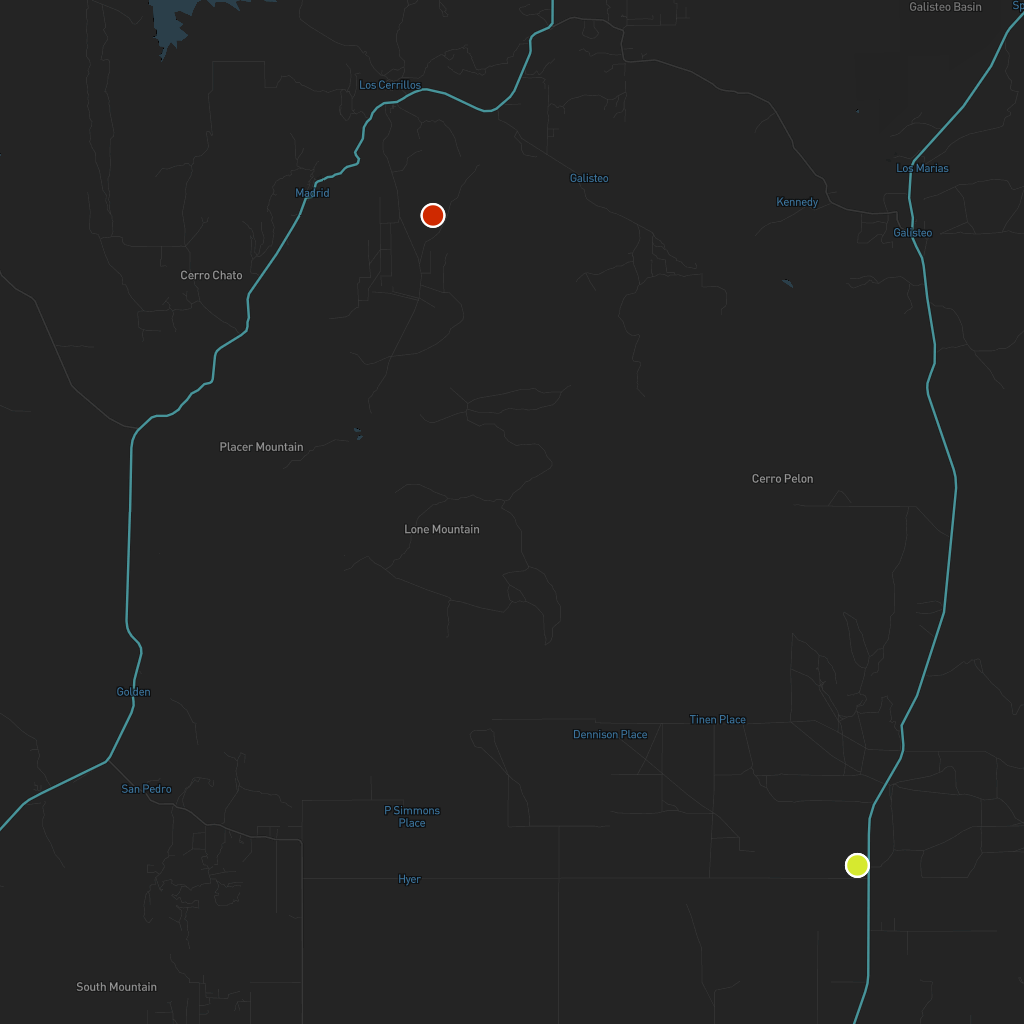 Galisteo Basin
Sp
Los Cerrillos
Los Marias
Galisteo
Madrid
Kennedy
Galisteo
Cerro Chato
Placer Mountain
Cerro Pelon
Lone Mountain
Golden
Tinen Place
Dennison Place
San Pedro
P Simmons
Place
Hyer
South Mountain